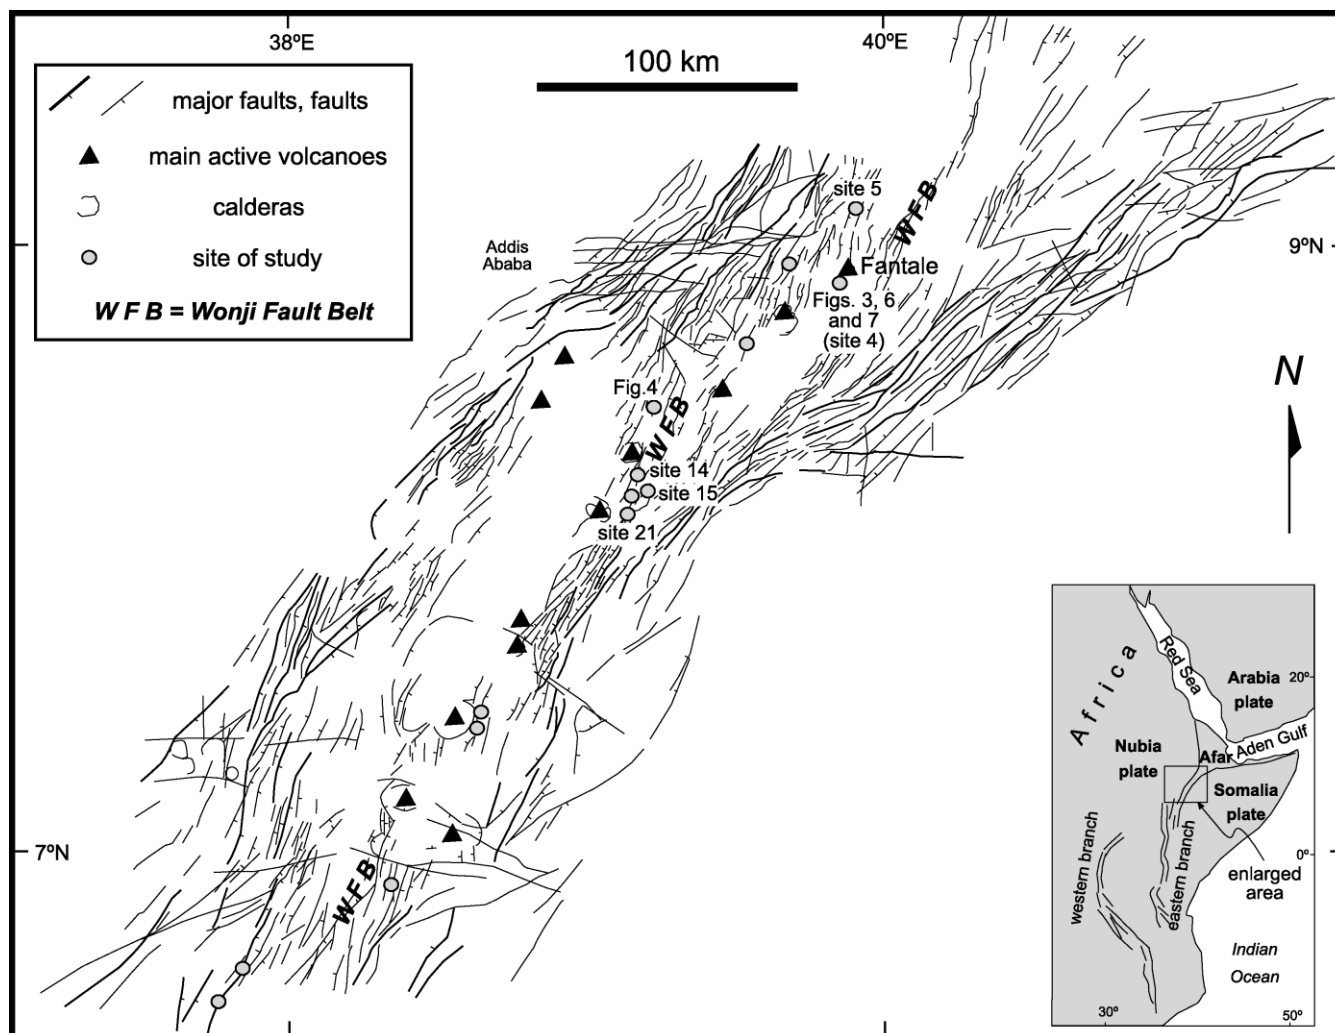 38ºE
40ºE
100 km
major faults, faults
main active volcanoes
calderas
site of study
W F B = Wonji Fault Belt
site 5
W F B
Addis
Ababa
9ºN
Fantale
Figs. 3, 6
and 7
(site 4)
N
Fig.4
W F B
site 14
site 15
site 21
7ºN
W F B
Africa
Red Sea
20º
Arabia
plate
Aden Gulf
Nubia
plate
Afar
Somalia
plate
western branch
eastern branch
0º
enlarged
area
Indian
Ocean
30º
50º